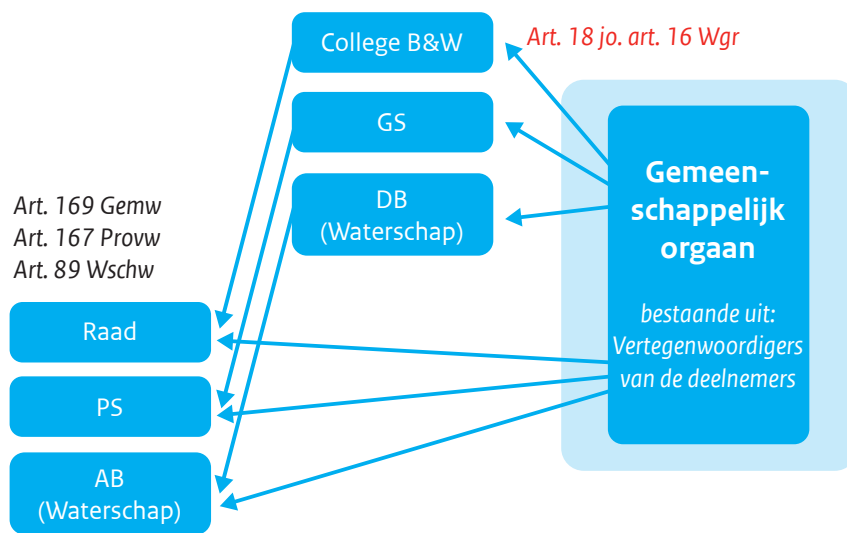 College B&W
Art. 18 jo. art. 16 Wgr
GS
DB
(Waterschap)
Gemeen-
schappelijk
orgaan
bestaande uit:
Vertegenwoordigers
van de deelnemers
Art. 169 Gemw
Art. 167 Provw
Art. 89 Wschw
Raad
PS
AB
(Waterschap)